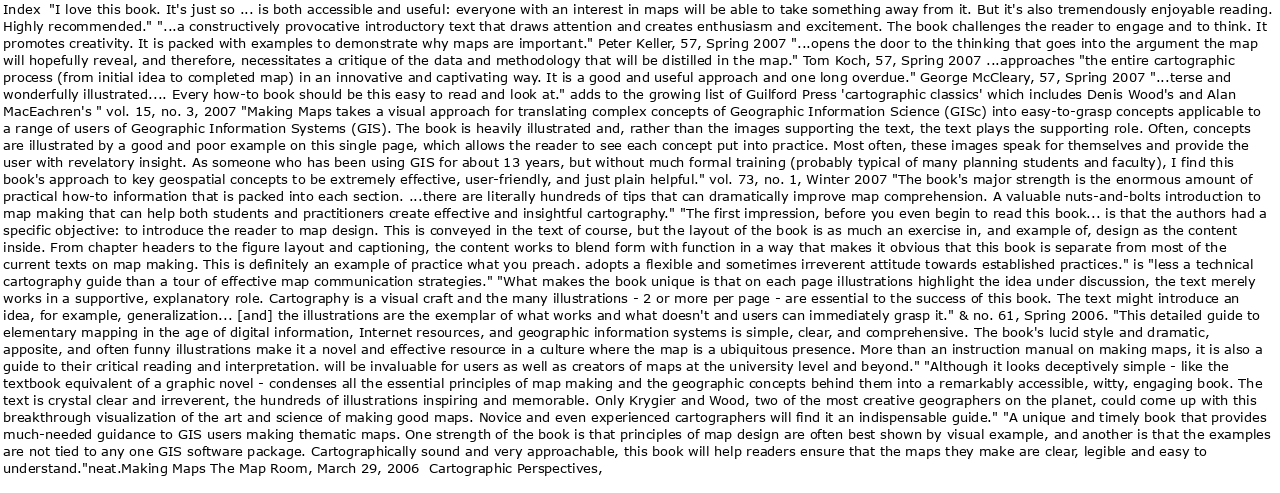 Index  "I love this book. It's just so ... is both accessible and useful: everyone with an interest in maps will be able to take something away from it. But it's also tremendously enjoyable reading.
Highly recommended." "...a constructively provocative introductory text that draws attention and creates enthusiasm and excitement. The book challenges the reader to engage and to think. It
promotes creativity. It is packed with examples to demonstrate why maps are important." Peter Keller, 57, Spring 2007 "...opens the door to the thinking that goes into the argument the map
will hopefully reveal, and therefore, necessitates a critique of the data and methodology that will be distilled in the map." Tom Koch, 57, Spring 2007 ...approaches "the entire cartographic
process (from initial idea to completed map) in an innovative and captivating way. It is a good and useful approach and one long overdue." George McCleary, 57, Spring 2007 "...terse and
wonderfully illustrated.... Every how-to book should be this easy to read and look at." adds to the growing list of Guilford Press 'cartographic classics' which includes Denis Wood's and Alan
MacEachren's " vol. 15, no. 3, 2007 "Making Maps takes a visual approach for translating complex concepts of Geographic Information Science (GISc) into easy-to-grasp concepts applicable to
a range of users of Geographic Information Systems (GIS). The book is heavily illustrated and, rather than the images supporting the text, the text plays the supporting role. Often, concepts
are illustrated by a good and poor example on this single page, which allows the reader to see each concept put into practice. Most often, these images speak for themselves and provide the
user with revelatory insight. As someone who has been using GIS for about 13 years, but without much formal training (probably typical of many planning students and faculty), I find this
book's approach to key geospatial concepts to be extremely effective, user-friendly, and just plain helpful." vol. 73, no. 1, Winter 2007 "The book's major strength is the enormous amount of
practical how-to information that is packed into each section. ...there are literally hundreds of tips that can dramatically improve map comprehension. A valuable nuts-and-bolts introduction to
map making that can help both students and practitioners create effective and insightful cartography." "The first impression, before you even begin to read this book... is that the authors had a
specific objective: to introduce the reader to map design. This is conveyed in the text of course, but the layout of the book is as much an exercise in, and example of, design as the content
inside. From chapter headers to the figure layout and captioning, the content works to blend form with function in a way that makes it obvious that this book is separate from most of the
current texts on map making. This is definitely an example of practice what you preach. adopts a flexible and sometimes irreverent attitude towards established practices." is "less a technical
cartography guide than a tour of effective map communication strategies." "What makes the book unique is that on each page illustrations highlight the idea under discussion, the text merely
works in a supportive, explanatory role. Cartography is a visual craft and the many illustrations - 2 or more per page - are essential to the success of this book. The text might introduce an
idea, for example, generalization... [and] the illustrations are the exemplar of what works and what doesn't and users can immediately grasp it." & no. 61, Spring 2006. "This detailed guide to
elementary mapping in the age of digital information, Internet resources, and geographic information systems is simple, clear, and comprehensive. The book's lucid style and dramatic,
apposite, and often funny illustrations make it a novel and effective resource in a culture where the map is a ubiquitous presence. More than an instruction manual on making maps, it is also a
guide to their critical reading and interpretation. will be invaluable for users as well as creators of maps at the university level and beyond." "Although it looks deceptively simple - like the
textbook equivalent of a graphic novel - condenses all the essential principles of map making and the geographic concepts behind them into a remarkably accessible, witty, engaging book. The
text is crystal clear and irreverent, the hundreds of illustrations inspiring and memorable. Only Krygier and Wood, two of the most creative geographers on the planet, could come up with this
breakthrough visualization of the art and science of making good maps. Novice and even experienced cartographers will find it an indispensable guide." "A unique and timely book that provides
much-needed guidance to GIS users making thematic maps. One strength of the book is that principles of map design are often best shown by visual example, and another is that the examples
are not tied to any one GIS software package. Cartographically sound and very approachable, this book will help readers ensure that the maps they make are clear, legible and easy to
understand."neat.Making Maps The Map Room, March 29, 2006  Cartographic Perspectives,